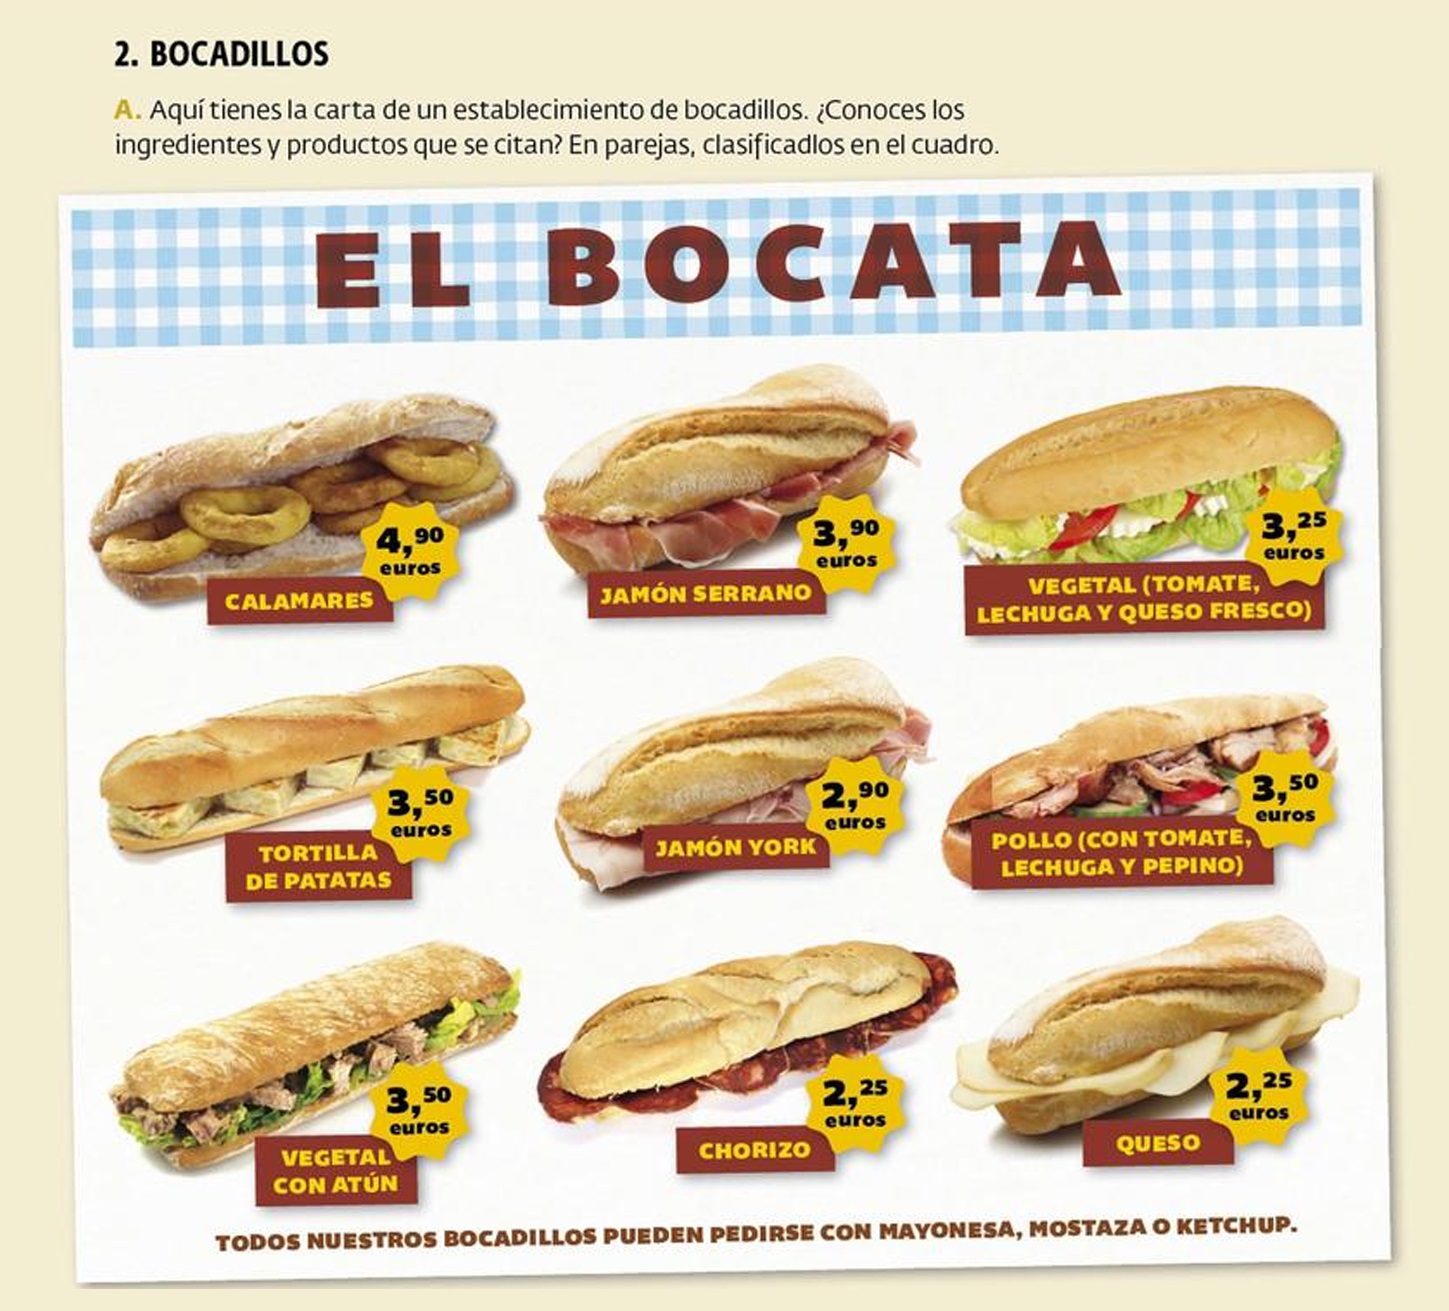 2. BOCADILLOS
A. Aquí tienes la carta de un establecimiento de bocadillos. ¿Conoces los
ingredientes y productos que se citan? En parejas, clasificadlos en el cuadro.
EL BOCATA
4,90
euros
CALAMARES
3,90
euros
JAMÓN SERRANO
3,25
euros
VEGETAL (TOMATE,
LECHUGA Y QUESO FRESCO)
3,50
euros
TORTILLA
DE PATATAS
2,90
euros
JAMÓN YORK
3,50
euros
POLLO (CON TOMATE,
LECHUGA Y PEPINO)
3,50
euros
VEGETAL
CON ATÚN
2,25
euros
CHORIZO
2,25
euros
QUESO
TODOS NUESTROS BOCADILLOS PUEDEN PEDIRSE CON MAYONESA, MOSTAZA O KETCHUP.